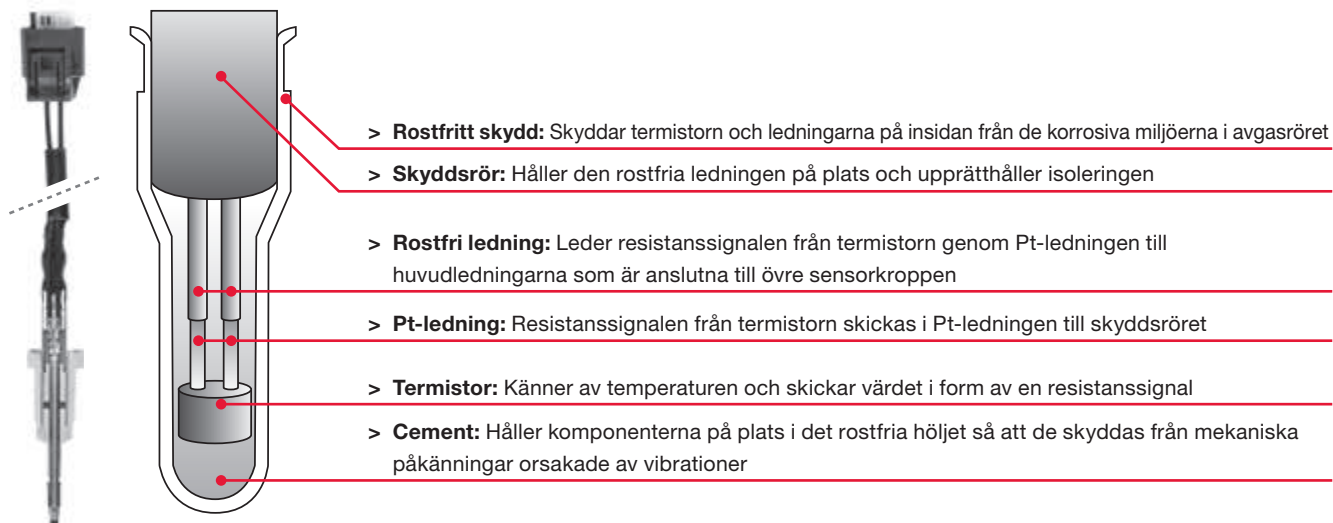 > Rostfritt skydd: Skyddar termistorn och ledningarna på insidan från de korrosiva miljöerna i avgasröret
> Skyddsrör: Håller den rostfria ledningen på plats och upprätthåller isoleringen
> Rostfri ledning: Leder resistanssignalen från termistorn genom Pt-ledningen till
huvudledningarna som är anslutna till övre sensorkroppen
> Pt-ledning: Resistanssignalen från termistorn skickas i Pt-ledningen till skyddsröret
> Termistor: Känner av temperaturen och skickar värdet i form av en resistanssignal
> Cement: Håller komponenterna på plats i det rostfria höljet så att de skyddas från mekaniska
påkänningar orsakade av vibrationer